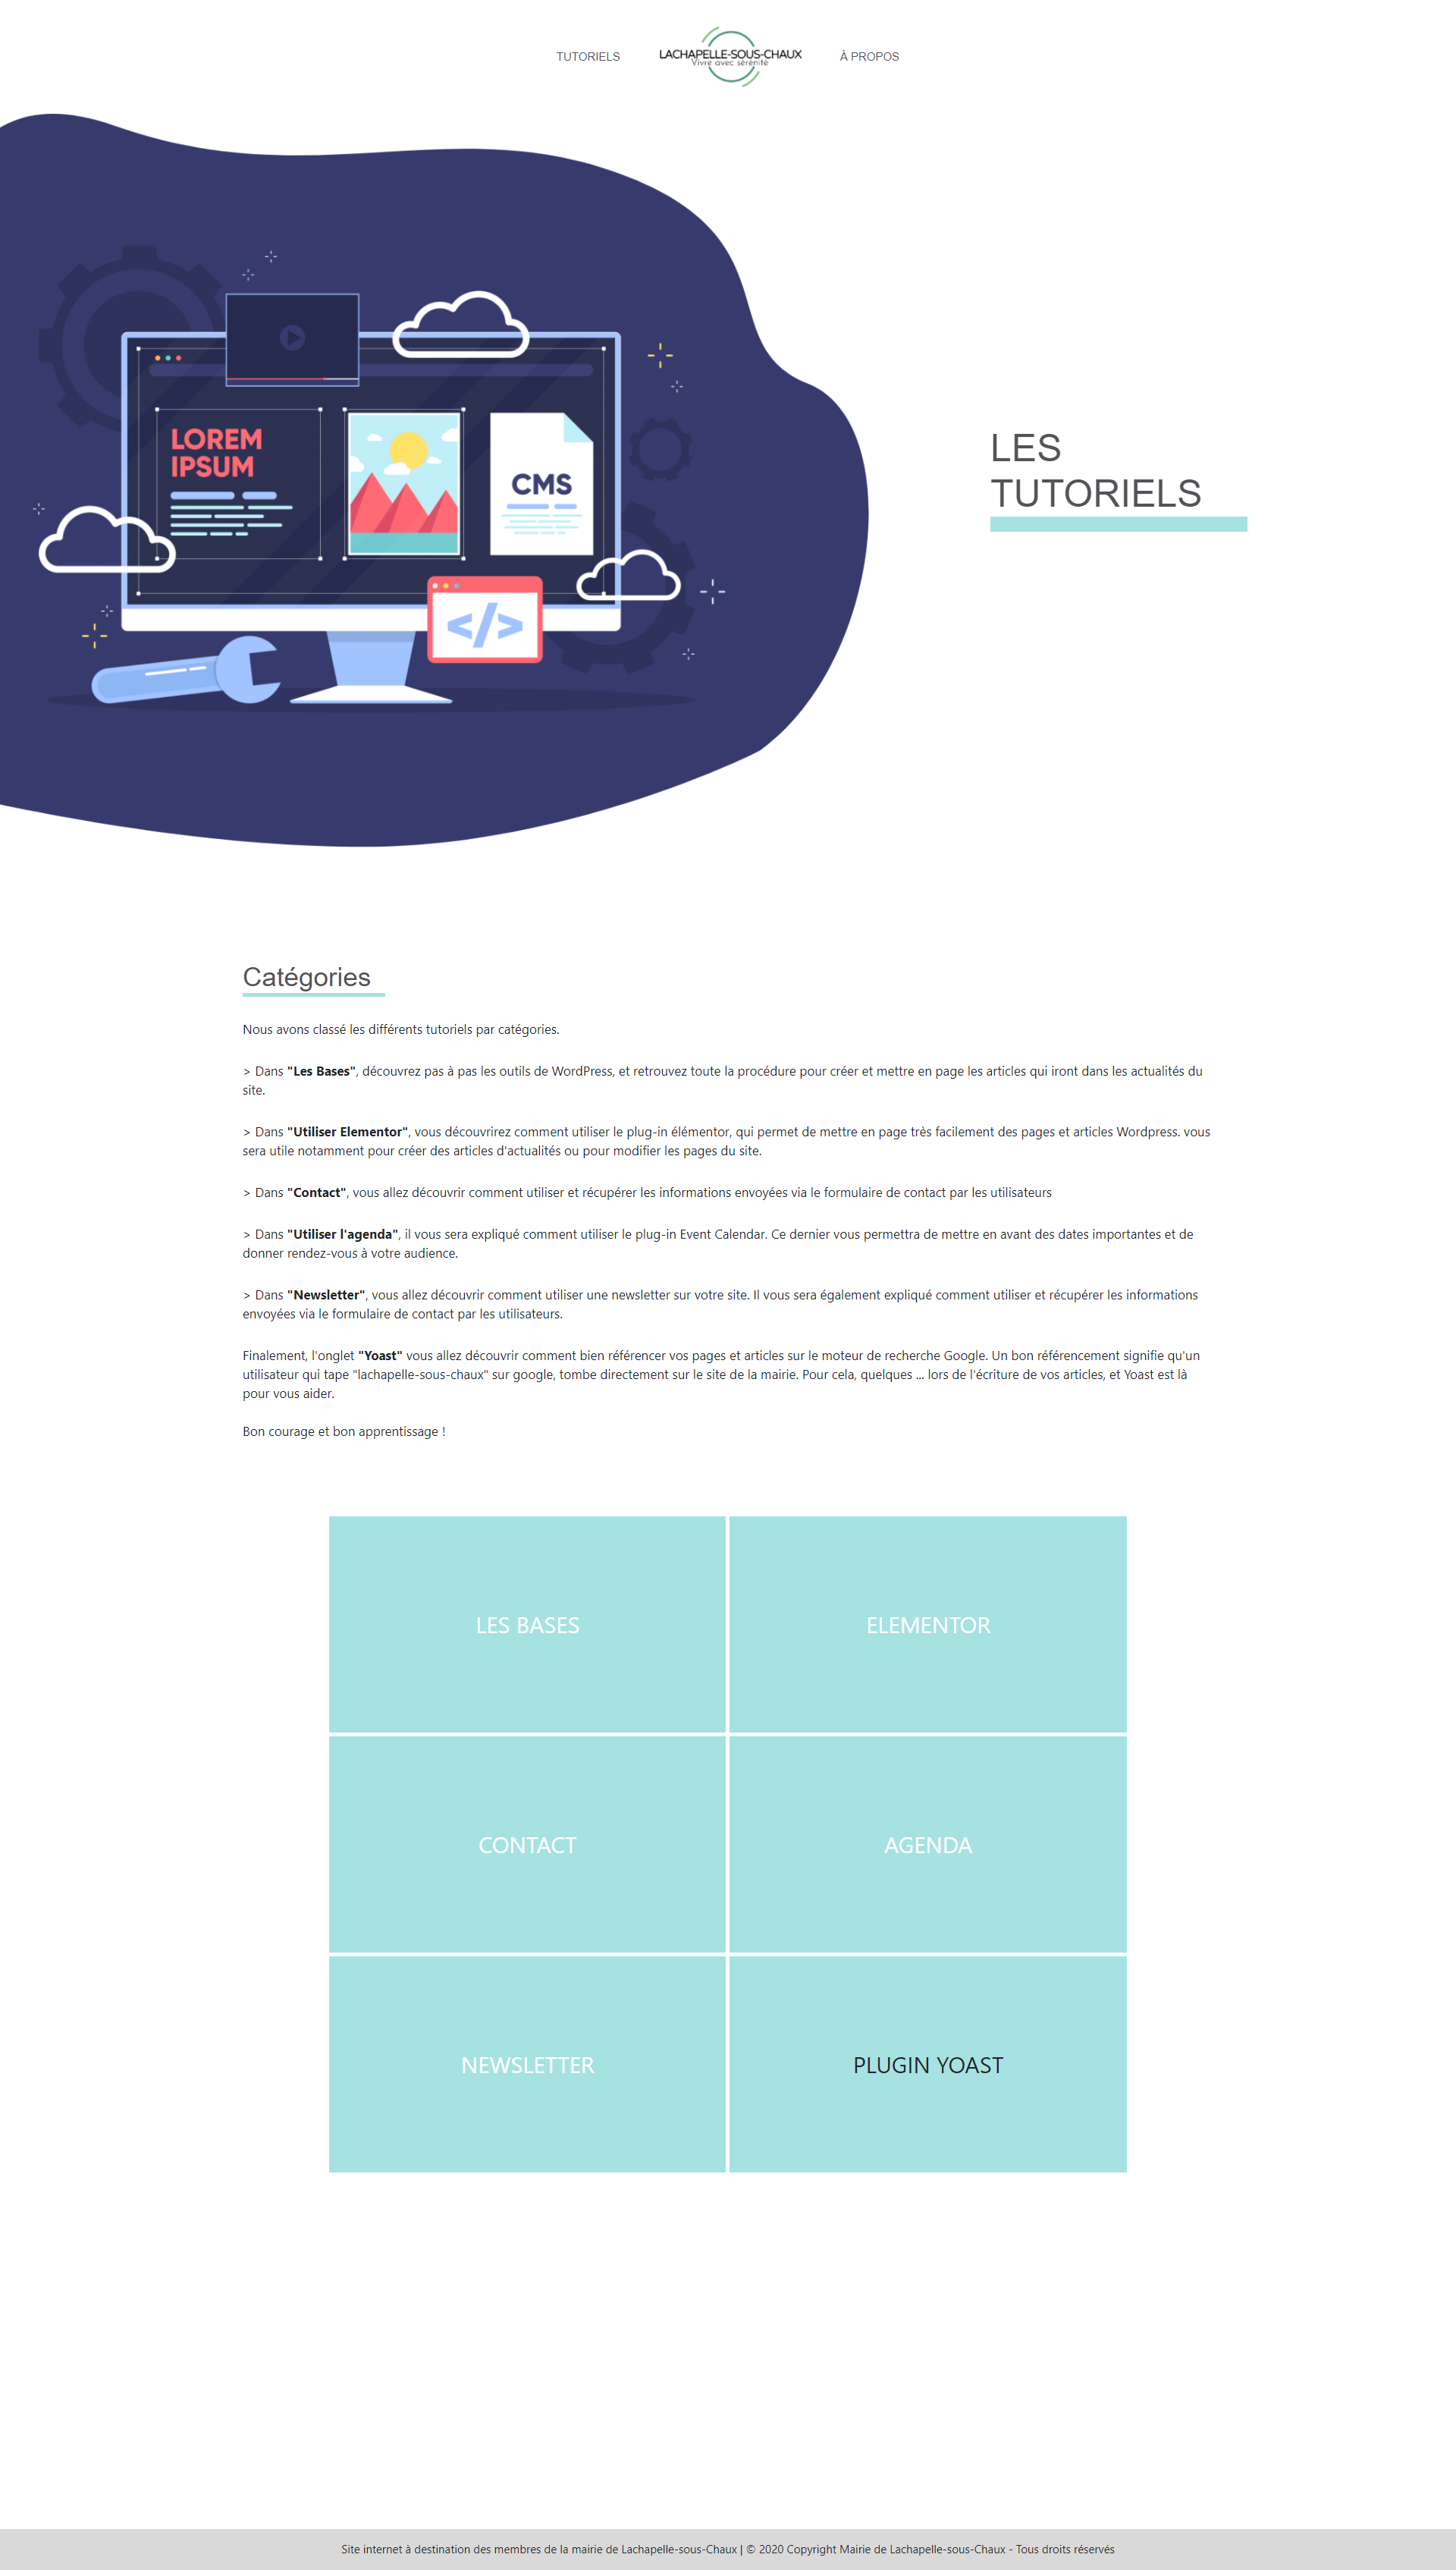 TUTORIELS
LACHAPELLE-SOUS-CHAUX
Vivre avec sérénité
À PROPOS
LOREM
IPSUM
CMS
</>
LES
TUTORIELS
Catégories
Nous avons classé les différents tutoriels par catégories.
> Dans "Les Bases", découvrez pas à pas les outils de WordPress, et retrouvez toute la procédure pour créer et mettre en page les articles qui iront dans les actualités du
site.
> Dans "Utiliser Elementor", vous découvrirez comment utiliser le plug-in élémentor, qui permet de mettre en page très facilement des pages et articles Wordpress. vous
sera utile notamment pour créer des articles d'actualités ou pour modifier les pages du site.
> Dans "Contact", vous allez découvrir comment utiliser et récupérer les informations envoyées via le formulaire de contact par les utilisateurs
> Dans "Utiliser l'agenda", il vous sera expliqué comment utiliser le plug-in Event Calendar. Ce dernier vous permettra de mettre en avant des dates importantes et de
donner rendez-vous à votre audience.
> Dans "Newsletter", vous allez découvrir comment utiliser une newsletter sur votre site. Il vous sera également expliqué comment utiliser et récupérer les informations
envoyées via le formulaire de contact par les utilisateurs.
Finalement, l'onglet "Yoast" vous allez découvrir comment bien référencer vos pages et articles sur le moteur de recherche Google. Un bon référencement signifie qu'un
utilisateur qui tape "lachapelle-sous-chaux" sur google, tombe directement sur le site de la mairie. Pour cela, quelques ... lors de l'écriture de vos articles, et Yoast est là
pour vous aider.
Bon courage et bon apprentissage !
LES BASES
ELEMENTOR
CONTACT
AGENDA
NEWSLETTER
PLUGIN YOAST
Site internet à destination des membres de la mairie de Lachapelle-sous-Chaux | © 2020 Copyright Mairie de Lachapelle-sous-Chaux - Tous droits réservés